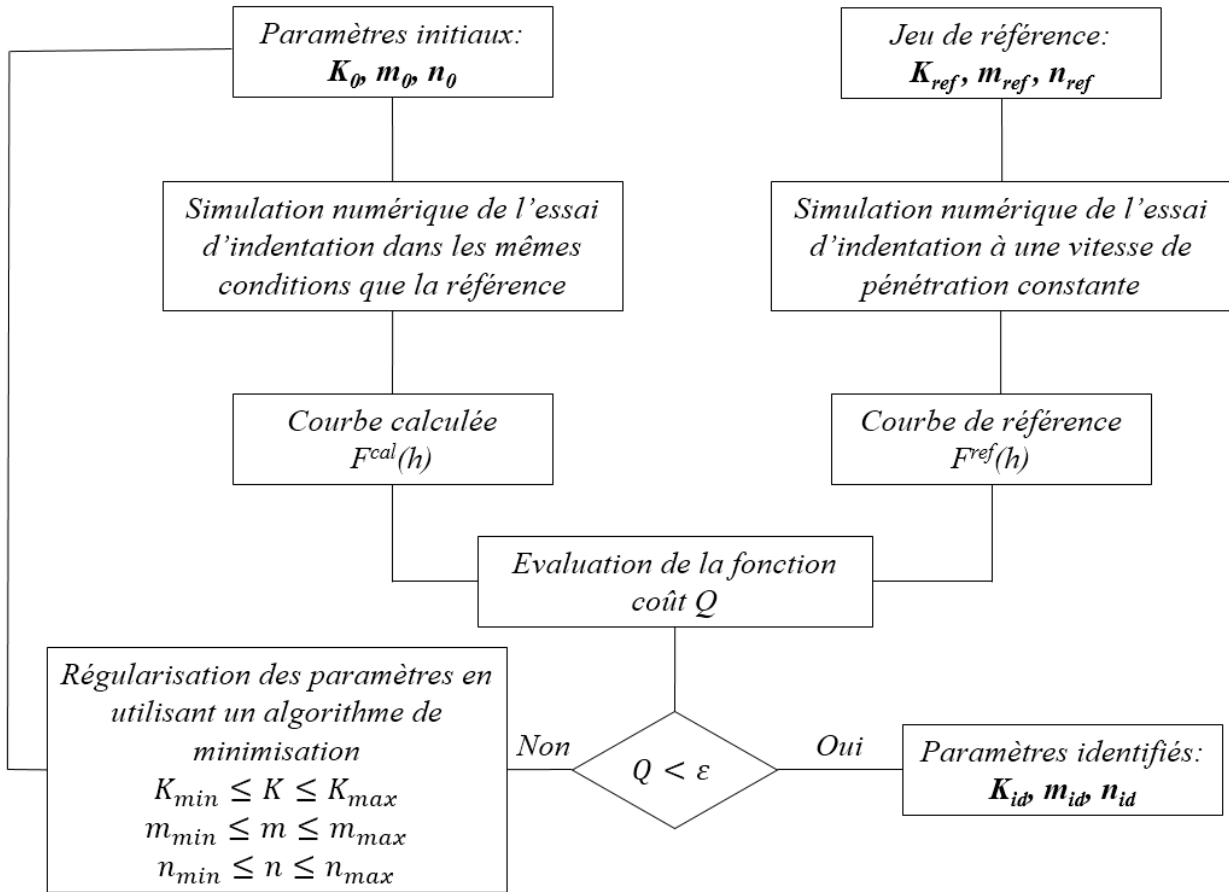 Paramètres initiaux:
K₀, m₀, n₀
Jeu de référence:
K_ref, m_ref, n_ref
Simulation numérique de l’essai
d’indentation dans les mêmes
conditions que la référence
Simulation numérique de l’essai
d’indentation à une vitesse de
pénétration constante
Courbe calculée
F^cal(h)
Courbe de référence
F^ref(h)
Evaluation de la fonction
coût Q
Régularisation des paramètres en
utilisant un algorithme de
minimisation
K_min ≤ K ≤ K_max
m_min ≤ m ≤ m_max
n_min ≤ n ≤ n_max
Non
Q < ε
Oui
Paramètres identifiés:
K_id, m_id, n_id